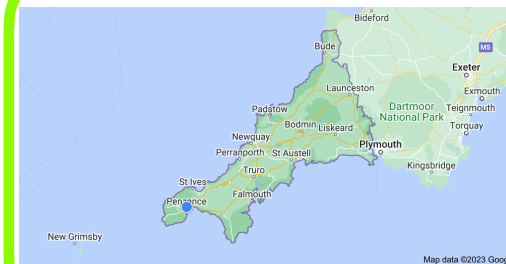 Bideford
Bude
M5
Exeter
Launceston
Exmouth
Dartmoor
National Park
Teignmouth
Padstow
Torquay
Bodmin
Liskeard
Newquay
Plymouth
Perranporth
St Austell
Kingsbridge
Truro
St Ives
Falmouth
Penzance
New Grimsby
Map data ©2023 Goog